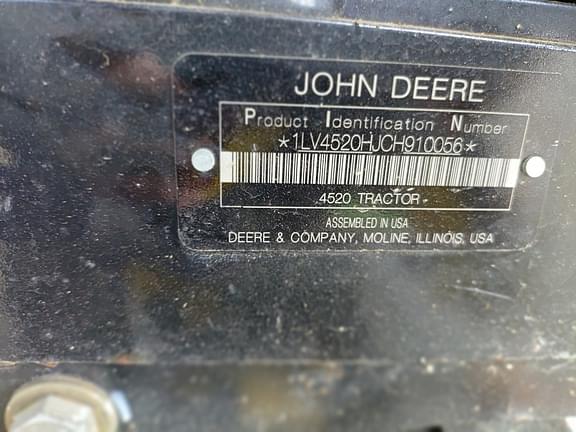 JOHN DEERE
Product Identification Number
*1LV4520HJCH910056*
4520 TRACTOR
ASSEMBLED IN USA
DEERE & COMPANY, MOLINE, ILLINOIS, USA